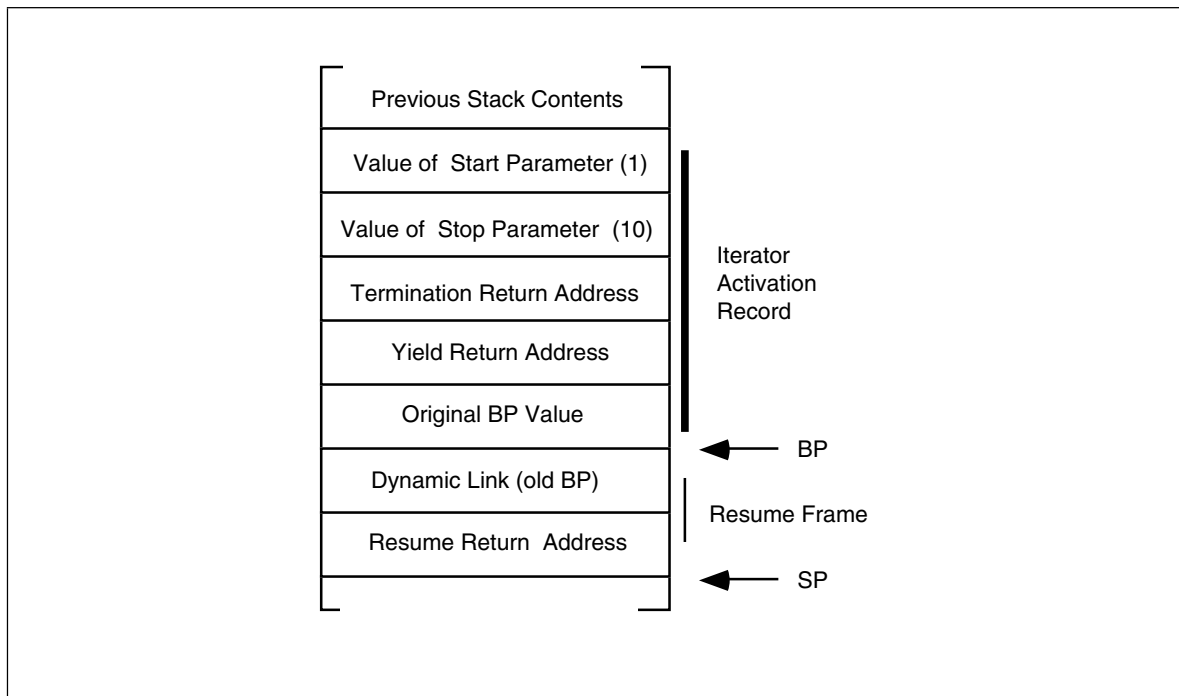 Previous Stack Contents
Value of Start Parameter (1)
Value of Stop Parameter (10)
Termination Return Address
Yield Return Address
Original BP Value
Iterator
Activation
Record
BP
Dynamic Link (old BP)
Resume Return Address
Resume Frame
SP